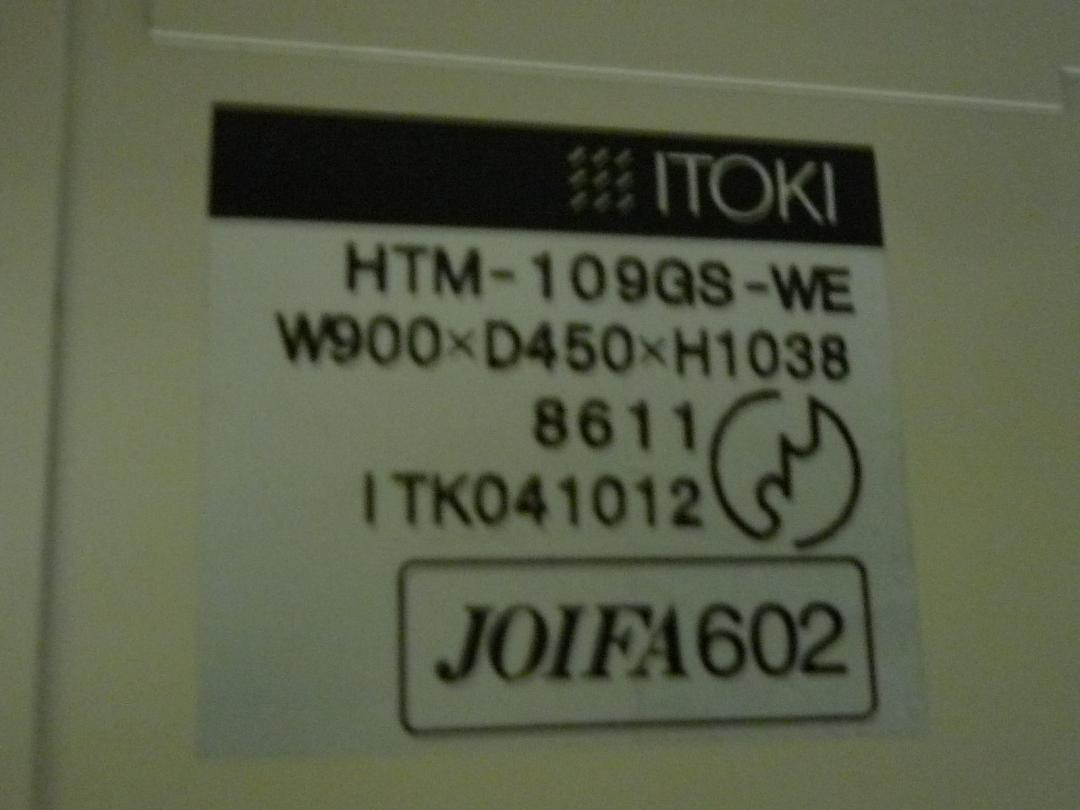 ITOKI
HTM-109GS-WE
W900×D450×H1038
8611
ITK041012
JOIFA602